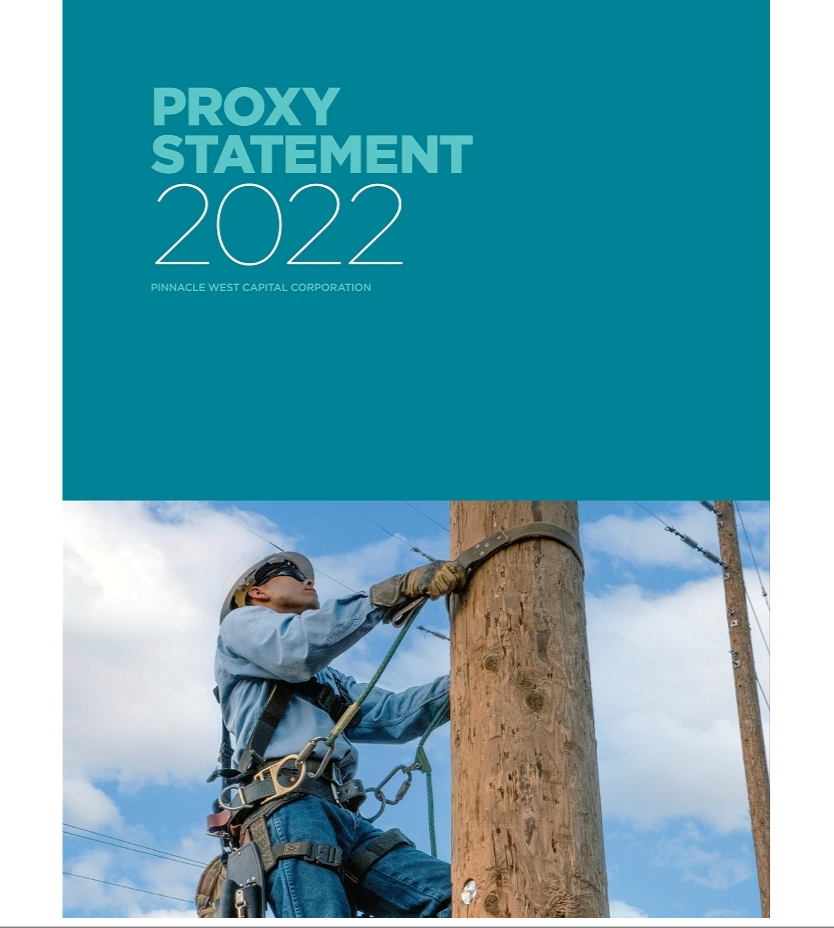 PROXY
STATEMENT
2022
PINNACLE WEST CAPITAL CORPORATION